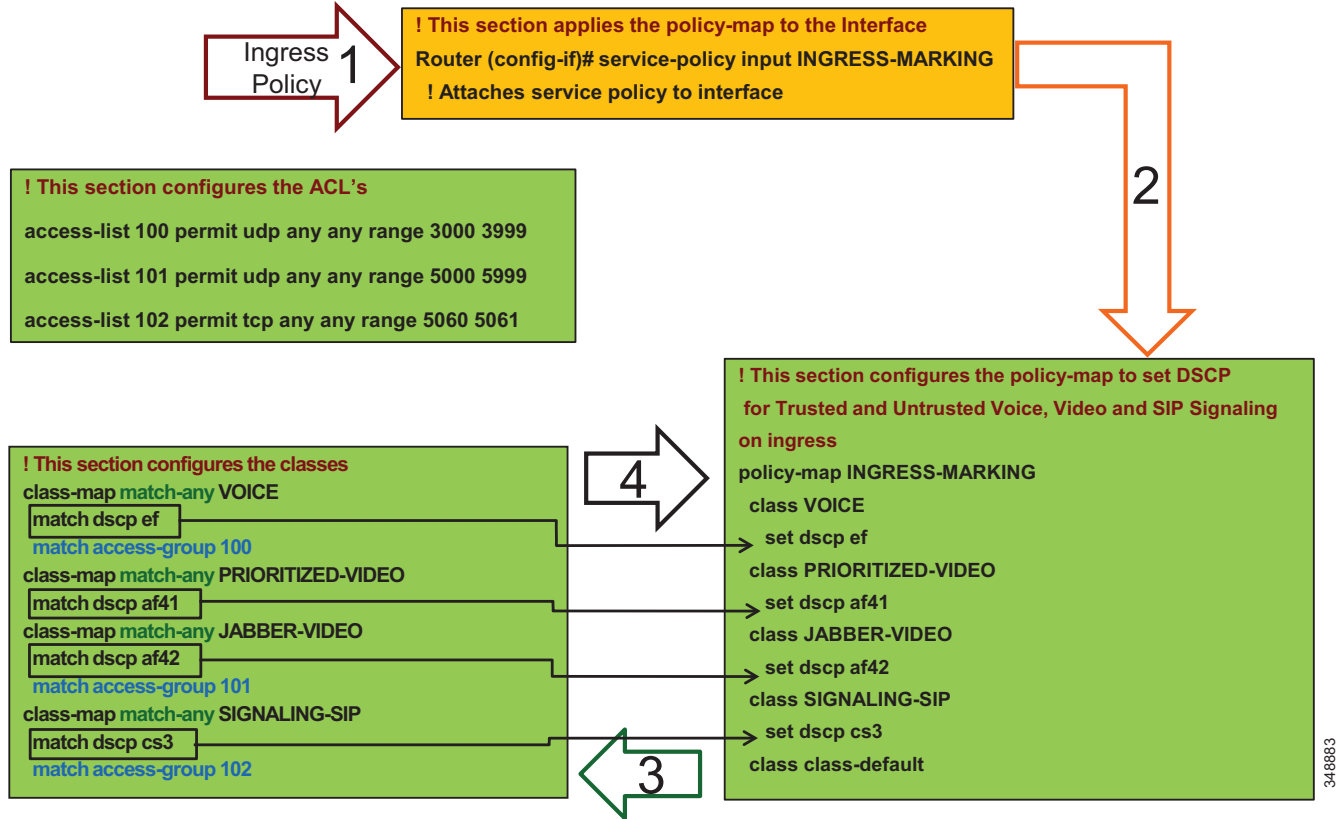 Ingress
Policy
1
! This section applies the policy-map to the Interface
Router (config-if)# service-policy input INGRESS-MARKING
! Attaches service policy to interface
2
! This section configures the ACL's
access-list 100 permit udp any any range 3000 3999
access-list 101 permit udp any any range 5000 5999
access-list 102 permit tcp any any range 5060 5061
! This section configures the classes
class-map match-any VOICE
match dscp ef
match access-group 100
class-map match-any PRIORITIZED-VIDEO
match dscp af41
class-map match-any JABBER-VIDEO
match dscp af42
match access-group 101
class-map match-any SIGNALING-SIP
match dscp cs3
match access-group 102
4
3
! This section configures the policy-map to set DSCP
for Trusted and Untrusted Voice, Video and SIP Signaling
on ingress
policy-map INGRESS-MARKING
class VOICE
set dscp ef
class PRIORITIZED-VIDEO
set dscp af41
class JABBER-VIDEO
set dscp af42
class SIGNALING-SIP
set dscp cs3
class class-default
348883